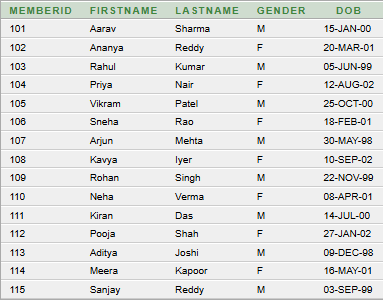 MEMBERID FIRSTNAME LASTNAME GENDER DOB
101 Aarav Sharma M 15-JAN-00
102 Ananya Reddy F 20-MAR-01
103 Rahul Kumar M 05-JUN-99
104 Priya Nair F 12-AUG-02
105 Vikram Patel M 25-OCT-00
106 Sneha Rao F 18-FEB-01
107 Arjun Mehta M 30-MAY-98
108 Kavya Iyer F 10-SEP-02
109 Rohan Singh M 22-NOV-99
110 Neha Verma F 08-APR-01
111 Kiran Das M 14-JUL-00
112 Pooja Shah F 27-JAN-02
113 Aditya Joshi M 09-DEC-98
114 Meera Kapoor F 16-MAY-01
115 Sanjay Reddy M 03-SEP-99